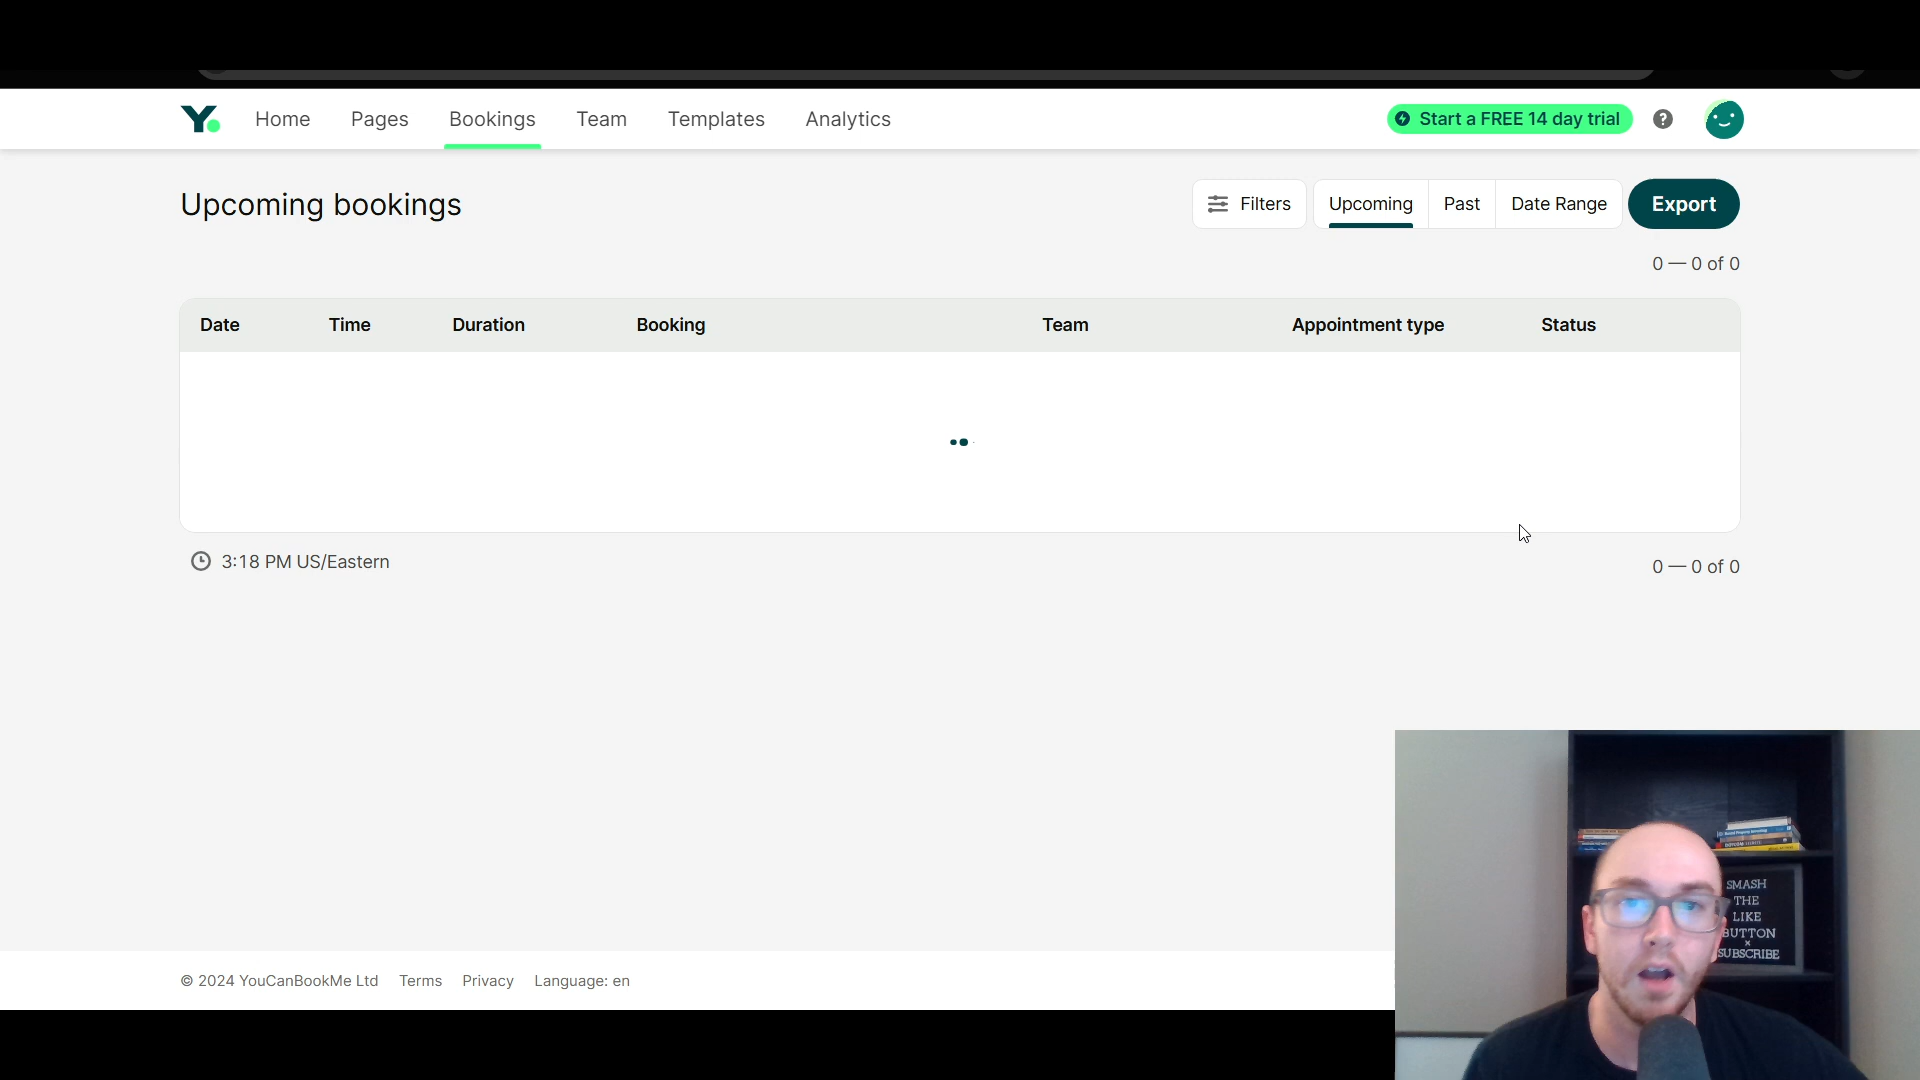 Y.
Home
Pages
Bookings
Team
Templates
Analytics
Start a FREE 14 day trial
?
Upcoming bookings
Filters
Upcoming
Past
Date Range
Export
0 — 0 of 0
Date
Time
Duration
Booking
Team
Appointment type
Status
3:18 PM US/Eastern
0 — 0 of 0
© 2024 YouCanBookMe Ltd
Terms
Privacy
Language: en
SMASH
THE
LIKE
BUTTON
×
SUBSCRIBE